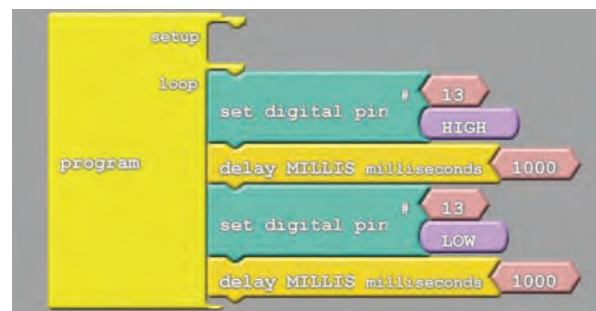 setup
loop
program
set digital pin # 13
HIGH
delay MILLIS milliseconds 1000
set digital pin # 13
LOW
delay MILLIS milliseconds 1000